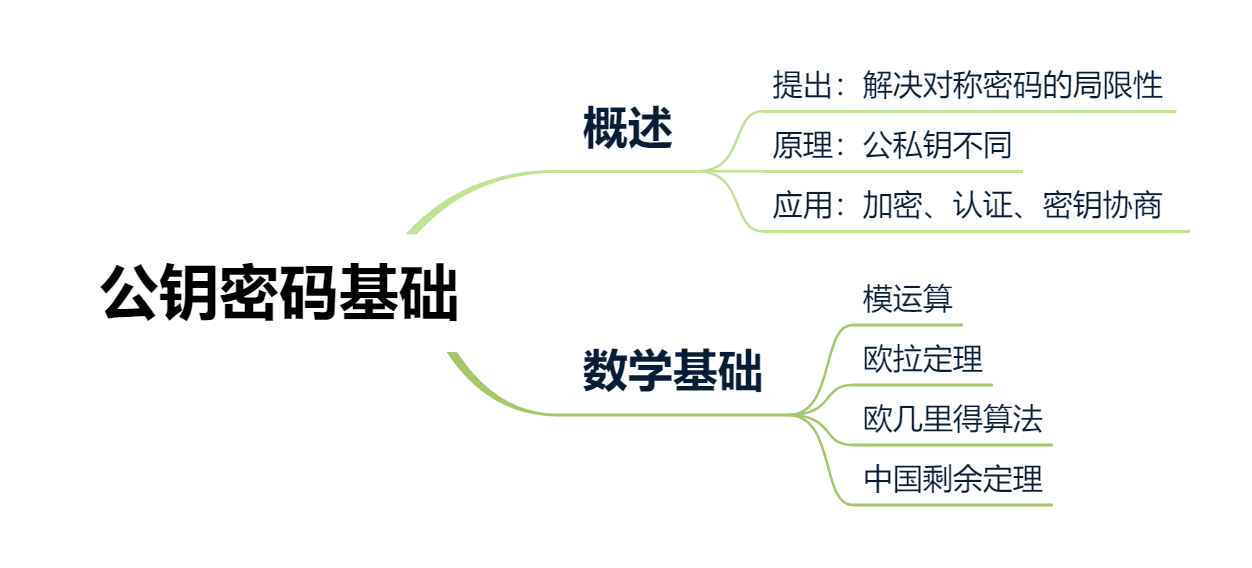 公钥密码基础
概述
提出：解决对称密码的局限性
原理：公私钥不同
应用：加密、认证、密钥协商
数学基础
模运算
欧拉定理
欧几里得算法
中国剩余定理